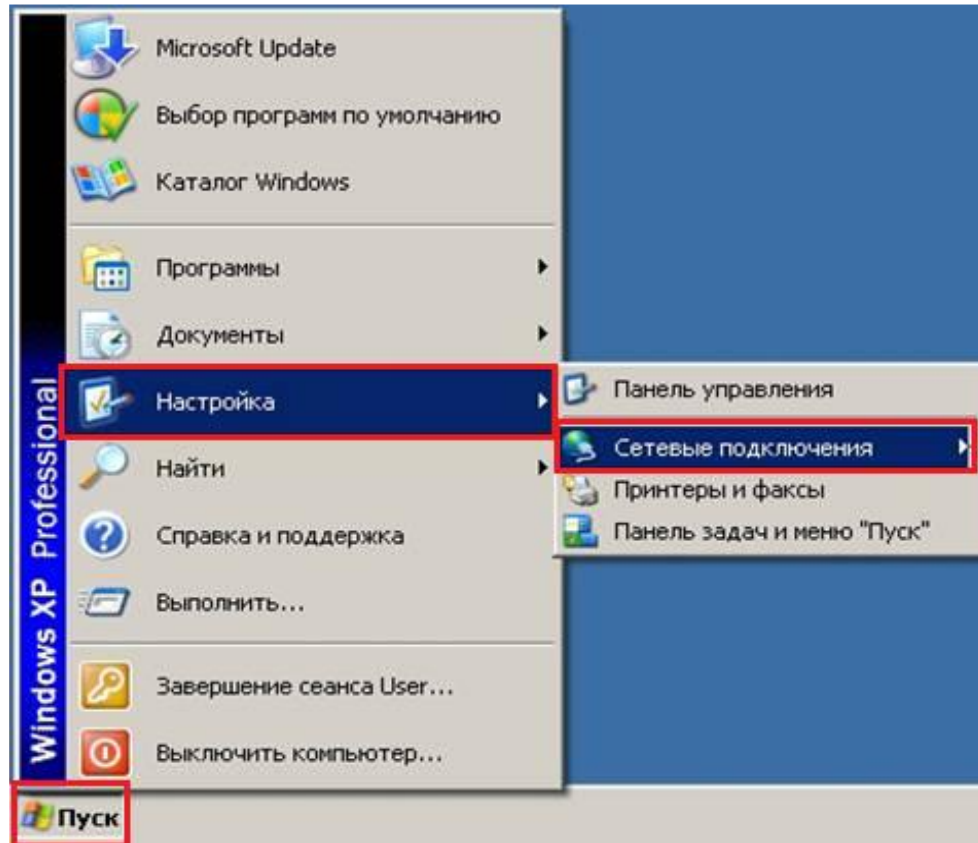 Microsoft Update
Выбор программ по умолчанию
Каталог Windows
Программы
Документы
Настройка
Найти
Справка и поддержка
Выполнить...
Завершение сеанса User...
Выключить компьютер...
Windows XP Professional
Панель управления
Сетевые подключения
Принтеры и факсы
Панель задач и меню "Пуск"
Пуск